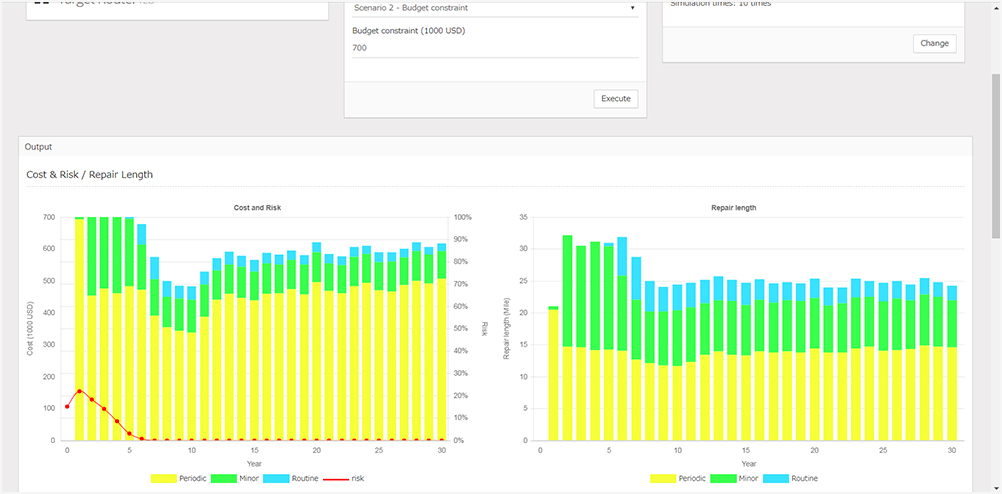 Target Router
Scenario 2 - Budget constraint
Budget constraint (1000 USD)
700
Execute
Simulation times: 10 times
Change
Output
Cost & Risk / Repair Length
Cost and Risk
700
600
500
400
300
200
100
0
Cost (1000 USD)
100%
90%
80%
70%
60%
50%
40%
30%
20%
10%
0%
Risk
0 5 10 15 20 25 30
Year
Periodic Minor Routine risk
Repair length
35
30
25
20
15
10
5
0
Repair length (Mile)
0 5 10 15 20 25 30
Year
Periodic Minor Routine